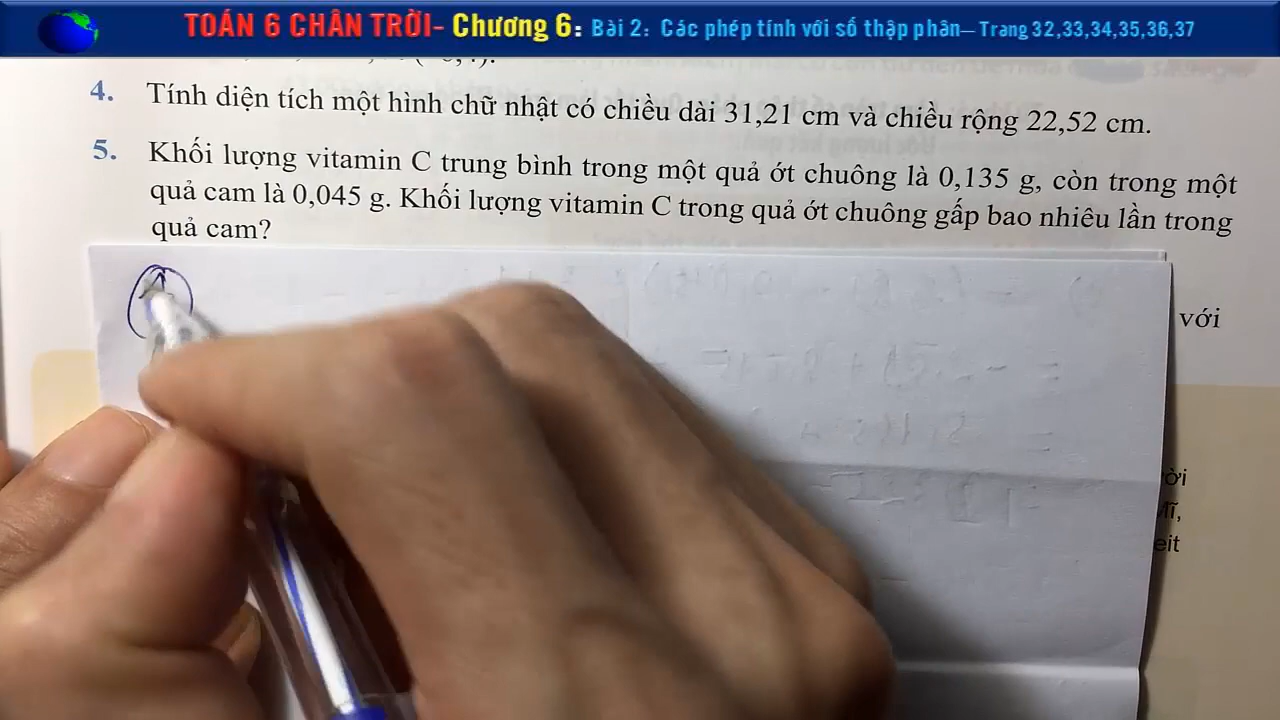 TOÁN 6 CHÂN TRỜI- Chương 6: Bài 2: Các phép tính với số thập phân– Trang 32,33,34,35,36,37
4. Tính diện tích một hình chữ nhật có chiều dài 31,21 cm và chiều rộng 22,52 cm.
5. Khối lượng vitamin C trung bình trong một quả ớt chuông là 0,135 g, còn trong một
quả cam là 0,045 g. Khối lượng vitamin C trong quả ớt chuông gấp bao nhiêu lần trong
quả cam?
với